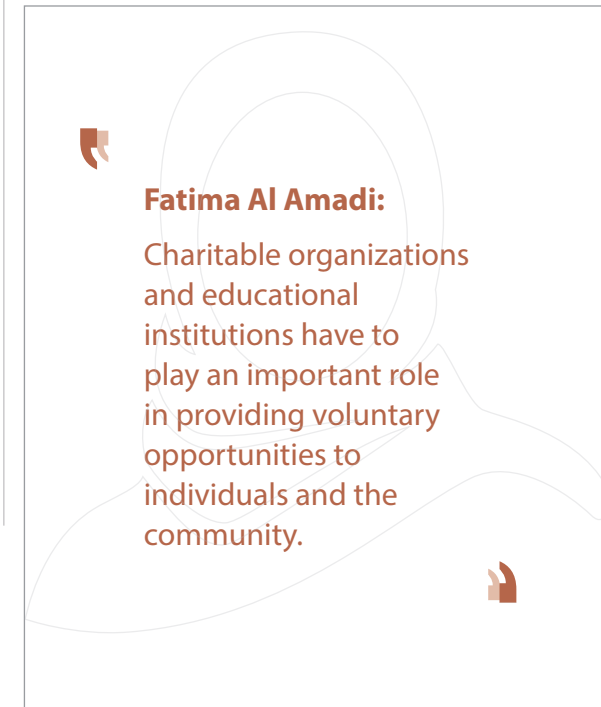 Fatima Al Amadi:
Charitable organizations
and educational
institutions have to
play an important role
in providing voluntary
opportunities to
individuals and the
community.